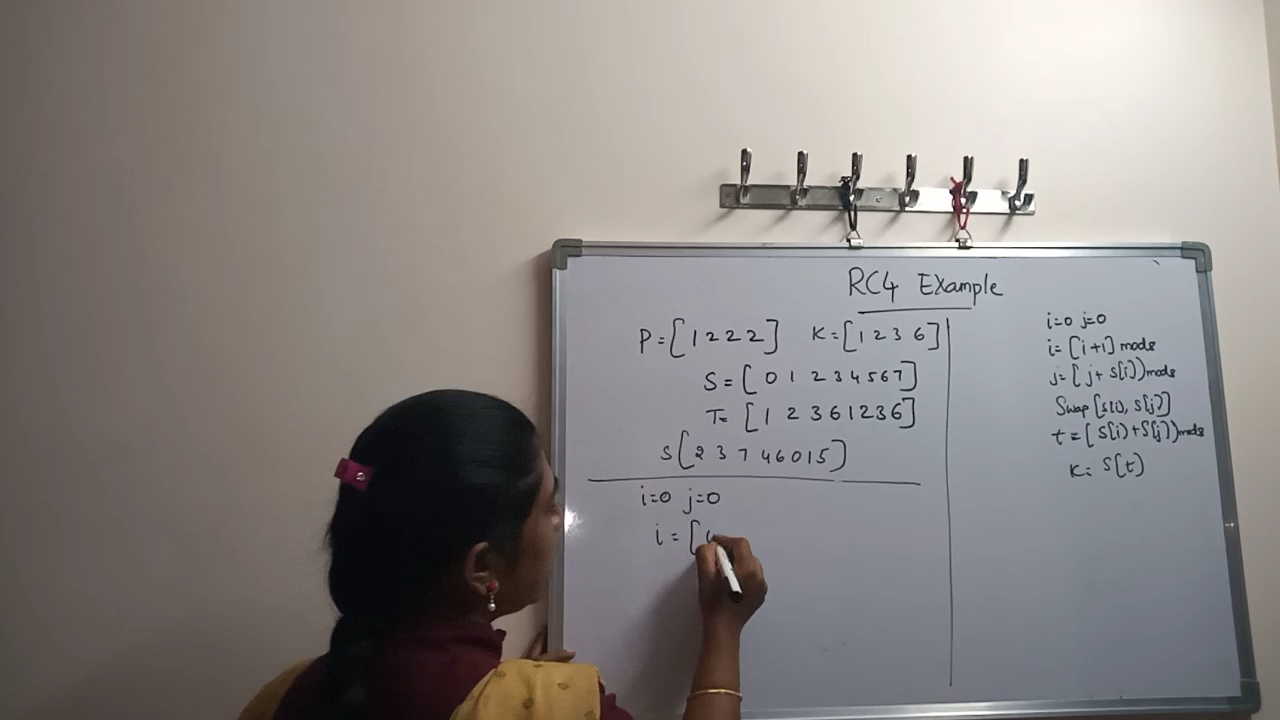 RC4 Example
P=[1 2 2 2] K=[1 2 3 6]
S=[0 1 2 3 4 5 6 7]
T=[1 2 3 6 1 2 3 6]
S[2 3 7 4 6 0 1 5]
i=0 j=0
i=[
i=0 j=0
i=[i+1] mod8
j=[j+S[i])mod8
Swap[S(i), S[j]]
t=[S[i)+S[j])mod8
K= S[t)